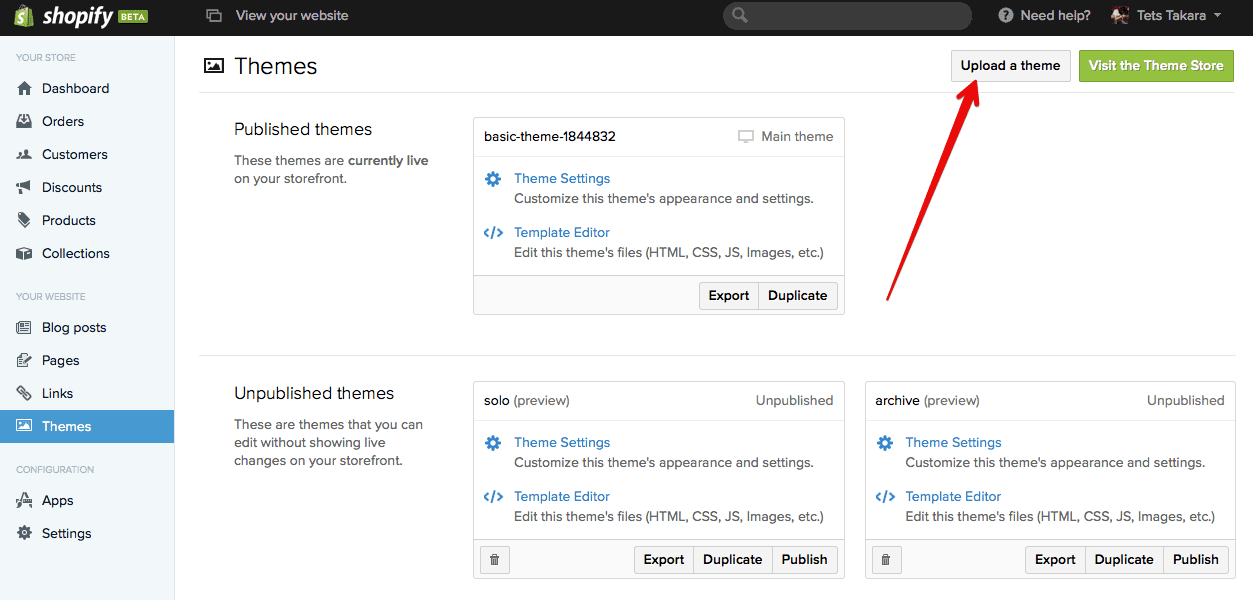 shopify BETA
View your website
Need help?
Tets Takara
YOUR STORE
Dashboard
Orders
Customers
Discounts
Products
Collections
YOUR WEBSITE
Blog posts
Pages
Links
Themes
CONFIGURATION
Apps
Settings
Themes
Upload a theme
Visit the Theme Store
Published themes
These themes are currently live
on your storefront.
basic-theme-1844832
Main theme
Theme Settings
Customize this theme's appearance and settings.
Template Editor
Edit this theme's files (HTML, CSS, JS, Images, etc.)
Export
Duplicate
Unpublished themes
These are themes that you can
edit without showing live
changes on your storefront.
solo (preview)
Unpublished
Theme Settings
Customize this theme's appearance and settings.
Template Editor
Edit this theme's files (HTML, CSS, JS, Images, etc.)
Export
Duplicate
Publish
archive (preview)
Unpublished
Theme Settings
Customize this theme's appearance and settings.
Template Editor
Edit this theme's files (HTML, CSS, JS, Images, etc.)
Export
Duplicate
Publish